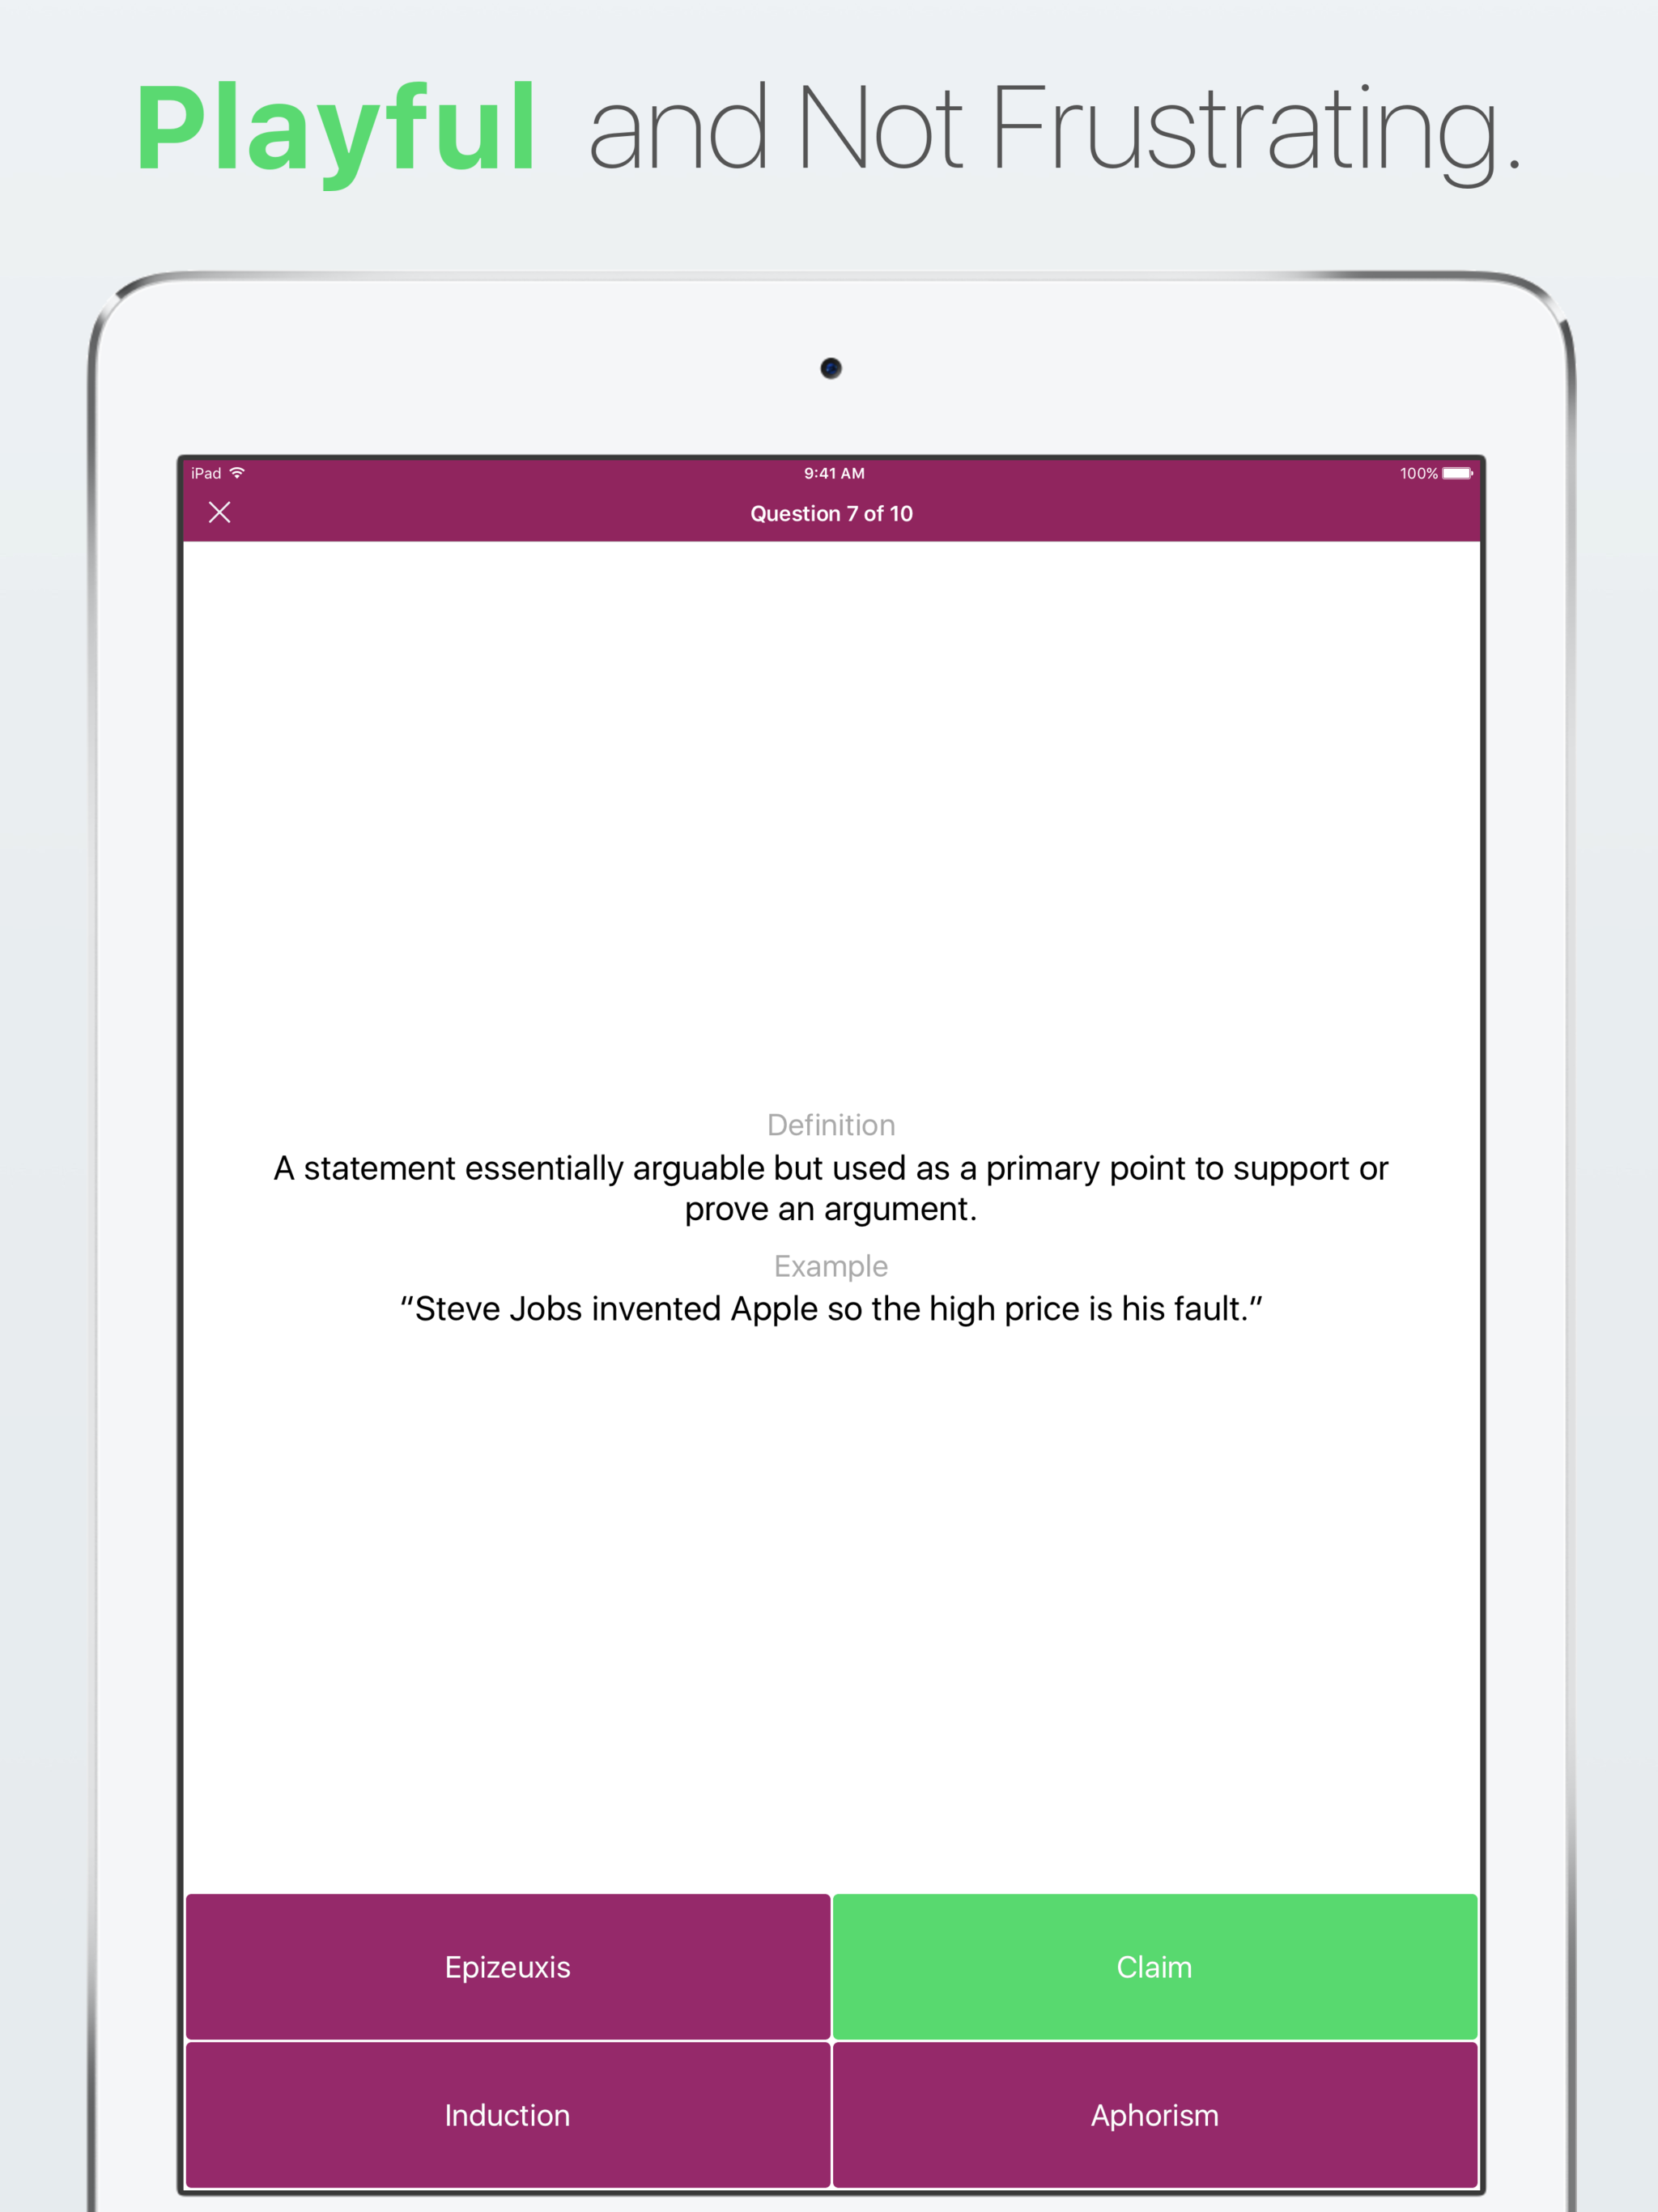 Playful and Not Frustrating.
iPad 9:41 AM 100%
Question 7 of 10
Definition
A statement essentially arguable but used as a primary point to support or
prove an argument.
Example
“Steve Jobs invented Apple so the high price is his fault.”
Epizeuxis Claim
Induction Aphorism